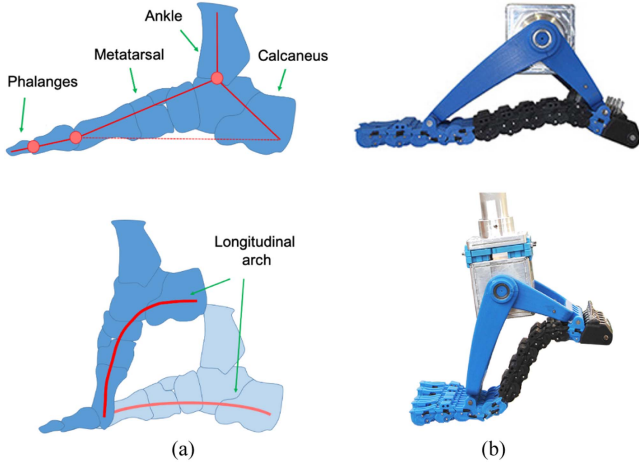 Ankle
Metatarsal
Calcaneus
Phalanges
Longitudinal
arch
(a)
(b)